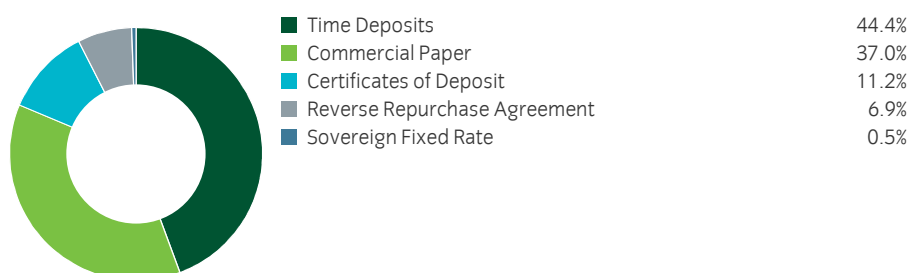 Time Deposits 44.4%
Commercial Paper 37.0%
Certificates of Deposit 11.2%
Reverse Repurchase Agreement 6.9%
Sovereign Fixed Rate 0.5%